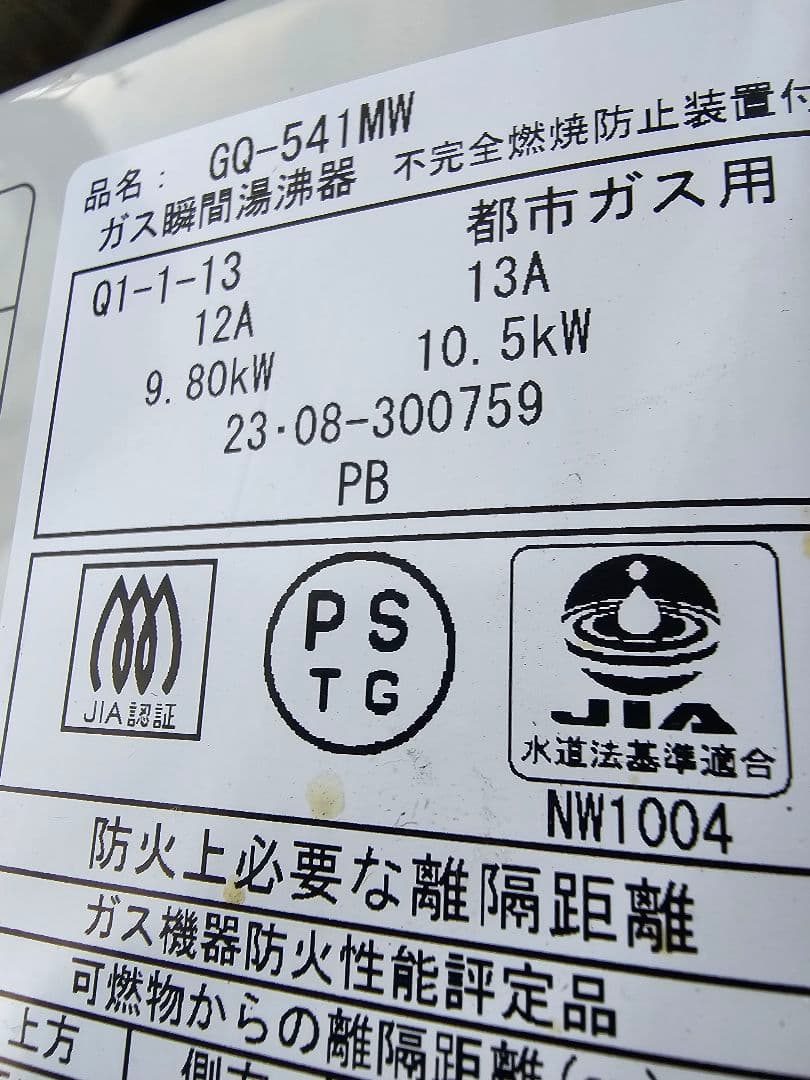 品名: GQ-541MW
ガス瞬間湯沸器 不完全燃焼防止装置付
都市ガス用
Q1-1-13 13A
12A
9.80kW 10.5kW
23・08-300759
PB
JIA認証
PS
TG
JIA
水道法基準適合
NW1004
防火上必要な離隔距離
ガス機器防火性能評定品
可燃物からの離隔距離
上方